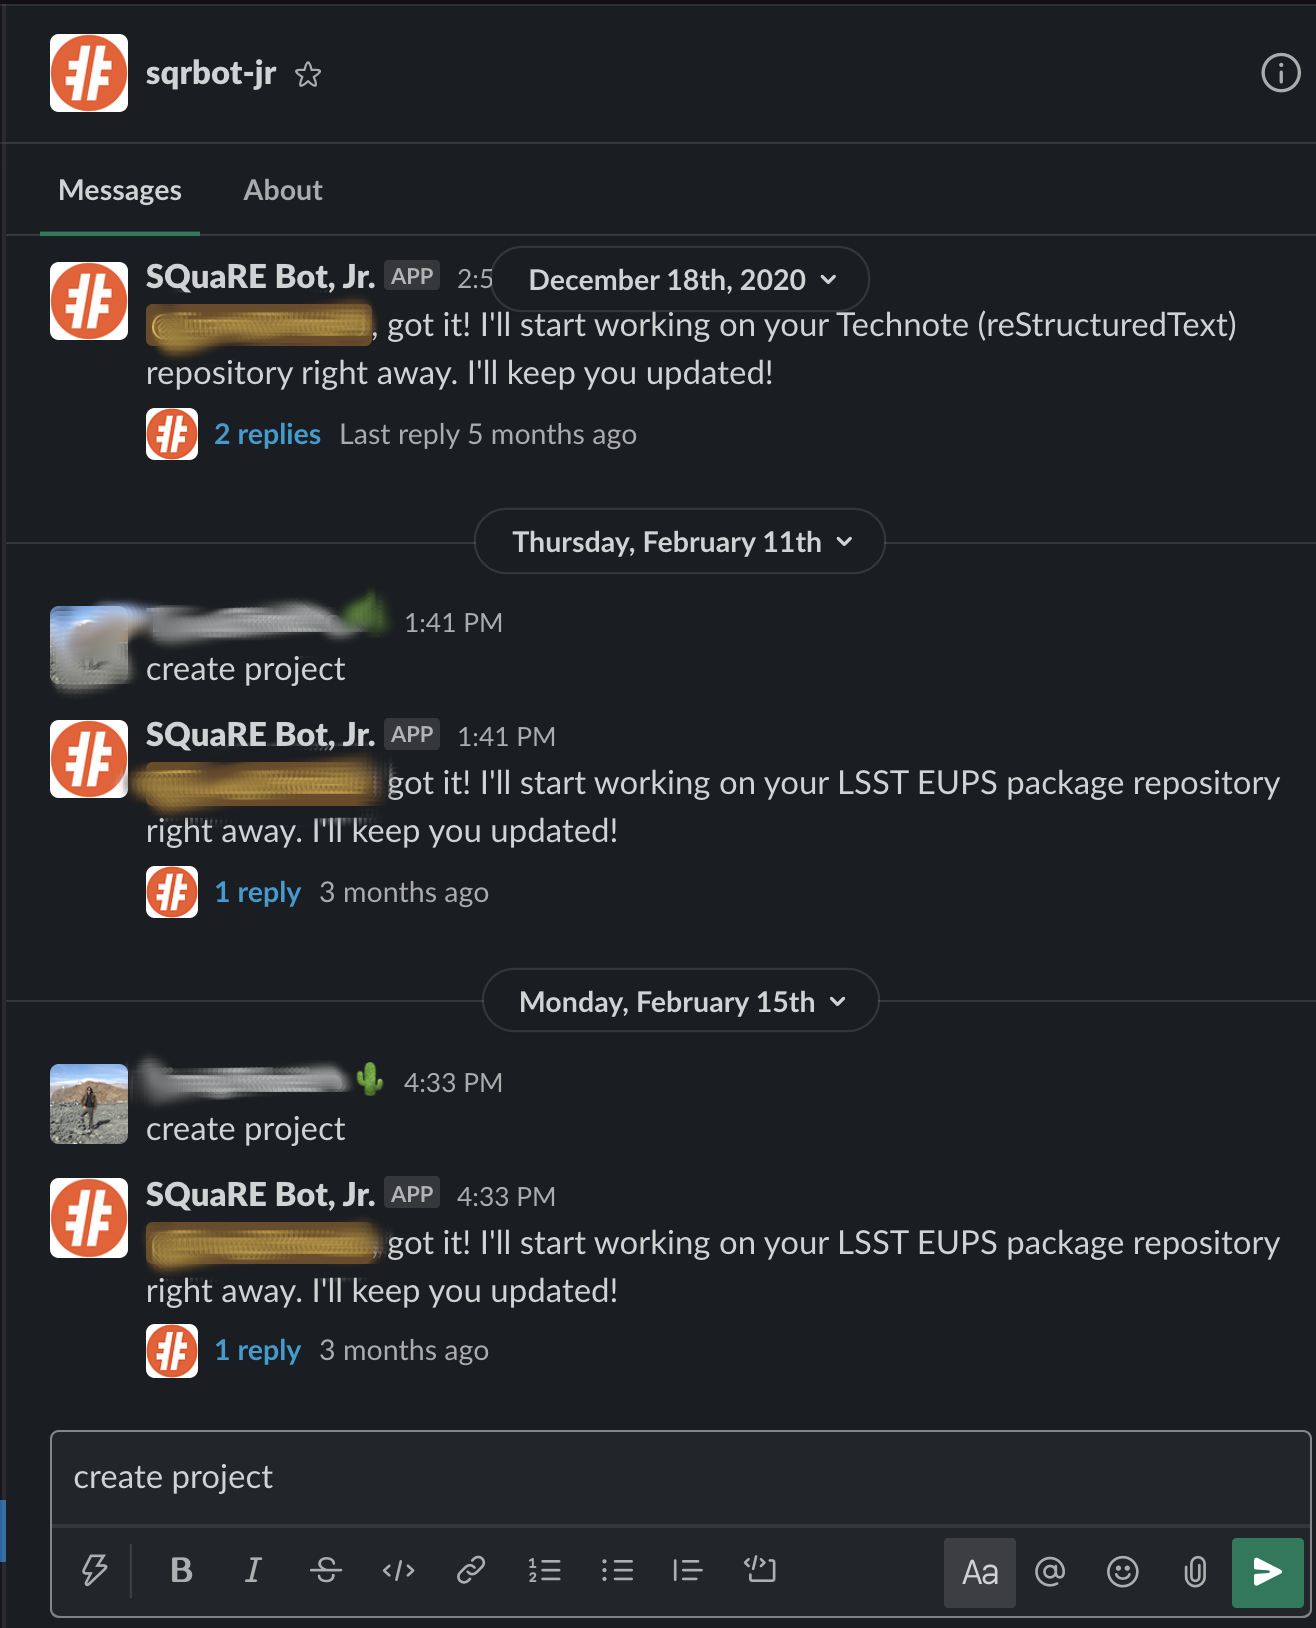 sqrbot-jr
Messages About
SQuaRE Bot, Jr. APP 2:5
December 18th, 2020
, got it! I'll start working on your Technote (reStructuredText)
repository right away. I'll keep you updated!
2 replies Last reply 5 months ago
Thursday, February 11th
1:41 PM
create project
SQuaRE Bot, Jr. APP 1:41 PM
got it! I'll start working on your LSST EUPS package repository
right away. I'll keep you updated!
1 reply 3 months ago
Monday, February 15th
4:33 PM
create project
SQuaRE Bot, Jr. APP 4:33 PM
got it! I'll start working on your LSST EUPS package repository
right away. I'll keep you updated!
1 reply 3 months ago
create project
B I S </> Aa @